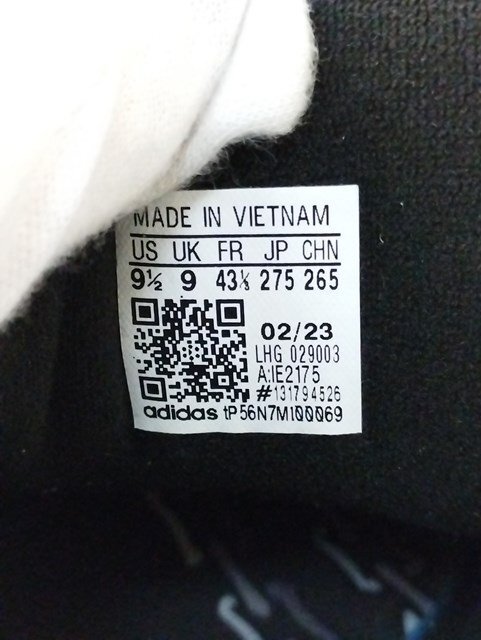 MADE IN VIETNAM
US UK FR JP CHN
9½ 9 43⅓ 275 265
02/23
LHG 029003
A:IE2175
#131794526
adidas tP56N7MI00069